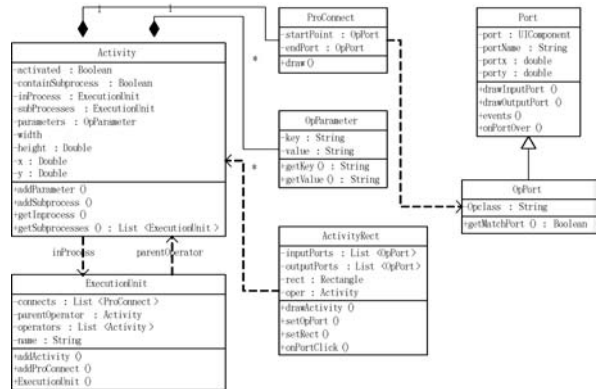 1
1
ProConnect
-startPoint : OpPort
-endPort : OpPort
+draw()
Port
-port : UIComponent
-portName : String
-portx : double
-porty : double
+drawInputPort()
+drawOutputPort()
+events()
+onPortOver()
Activity
-activated : Boolean
-containSubprocess : Boolean
-inProcess : ExecutionUnit
-subProcesses : ExecutionUnit
-parameters : OpParameter
-width
-height : Double
-x : Double
-y : Double
+addParameter ()
+addSubprocess ()
+getInprocess ()
+getSubprocesses () : List <ExecutionUnit>
*
*
OpParameter
-key : String
-value : String
+getKey() : String
+getValue() : String
OpPort
-Opclass : String
+getMatchPort() : Boolean
inProcess
parentOperator
ExecutionUnit
-connects : List <ProConnect>
-parentOperator : Activity
-operators : List <Activity>
-name : String
+addActivity ()
+addProConnect ()
+ExecutionUnit ()
ActivityRect
-inputPorts : List <OpPort>
-outputPorts : List <OpPort>
-rect : Rectangle
-oper : Activity
+drawActivity ()
+setOpPort ()
+setRect ()
+onPortClick ()